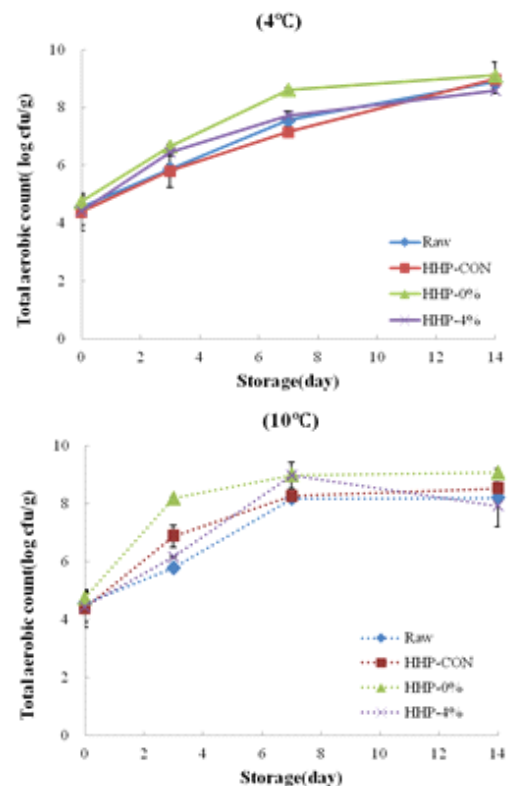 (4℃)
Total aerobic count( log cfu/g)
10
8
6
4
2
0
Raw
HHP-CON
HHP-0%
HHP-4%
0 2 4 6 8 10 12 14
Storage(day)
(10℃)
Total aerobic count(log cfu/g)
10
8
6
4
2
0
Raw
HHP-CON
HHP-0%
HHP-4%
0 2 4 6 8 10 12 14
Storage(day)